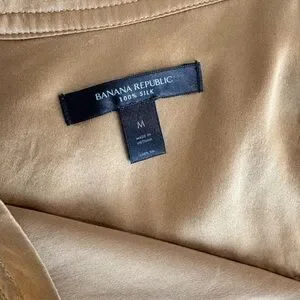 BANANA REPUBLIC
100% SILK
M
MADE IN
VIETNAM